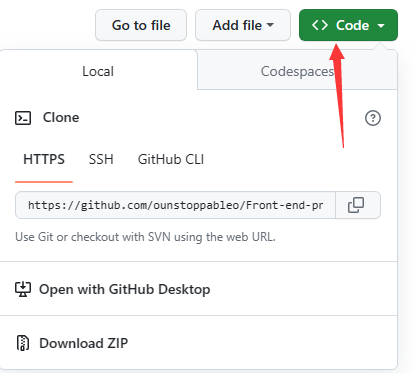 Go to file Add file <> Code
Local Codespaces
Clone
HTTPS SSH GitHub CLI
https://github.com/ounstoppableo/Front-end-pr
Use Git or checkout with SVN using the web URL.
Open with GitHub Desktop
Download ZIP